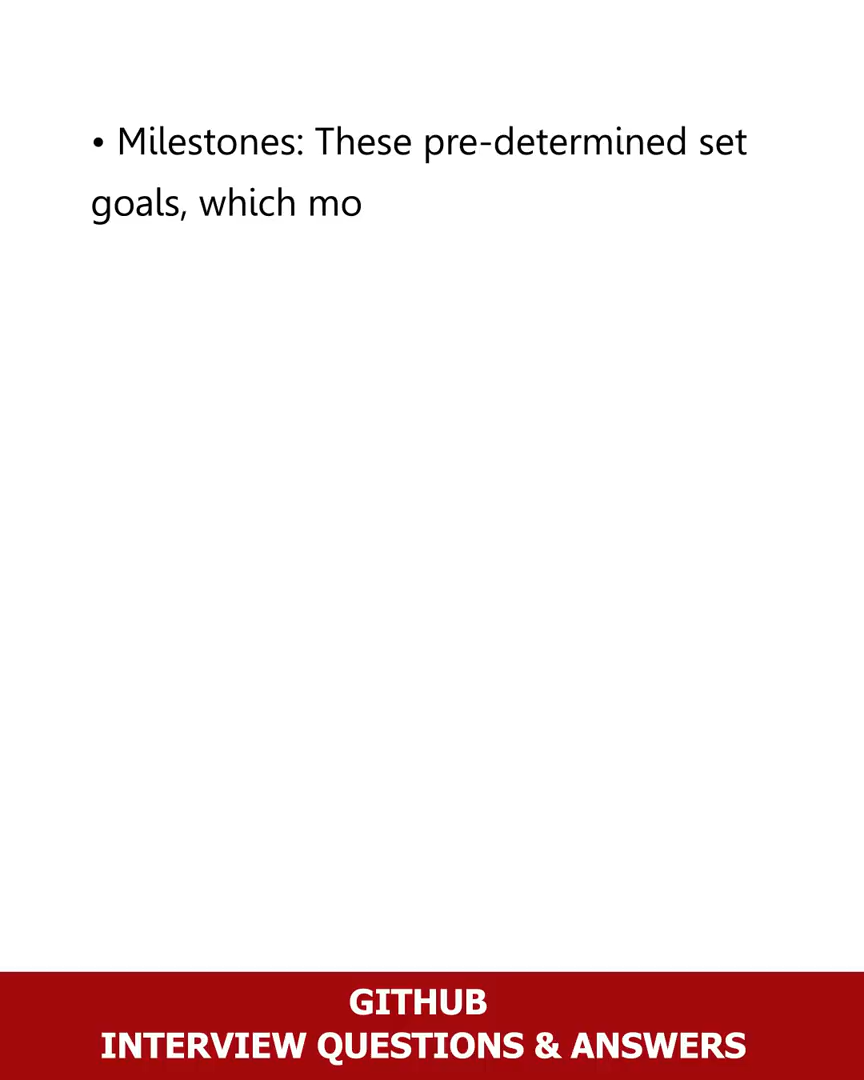 • Milestones: These pre-determined set
goals, which mo
GITHUB
INTERVIEW QUESTIONS & ANSWERS